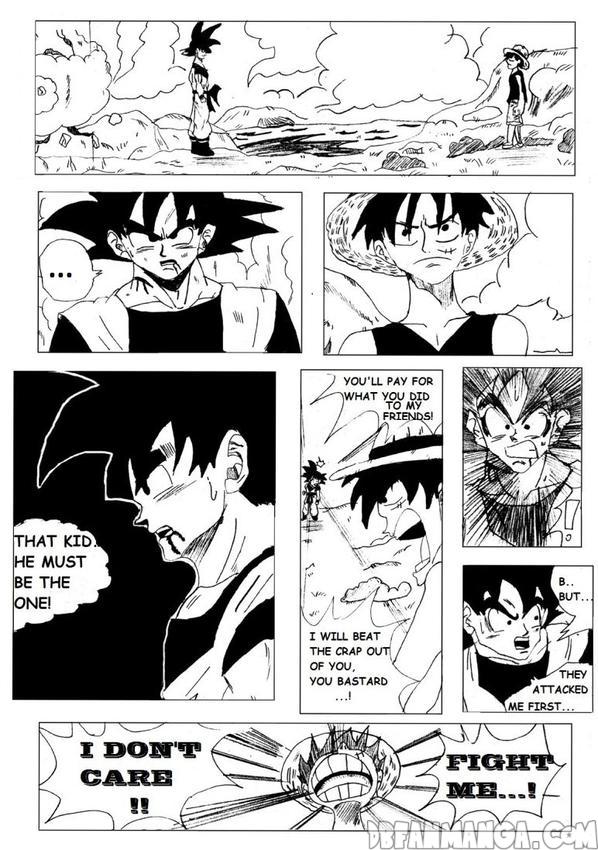 ...
THAT KID.
HE MUST
BE THE
ONE!
YOU'LL PAY FOR
WHAT YOU DID
TO MY
FRIENDS!
I WILL BEAT
THE CRAP OUT
OF YOU,
YOU BASTARD
...!
!
B..
BUT...
THEY
ATTACKED
ME FIRST...
I DON'T
CARE
!!
FIGHT
ME...!
DBFANMANGA.COM